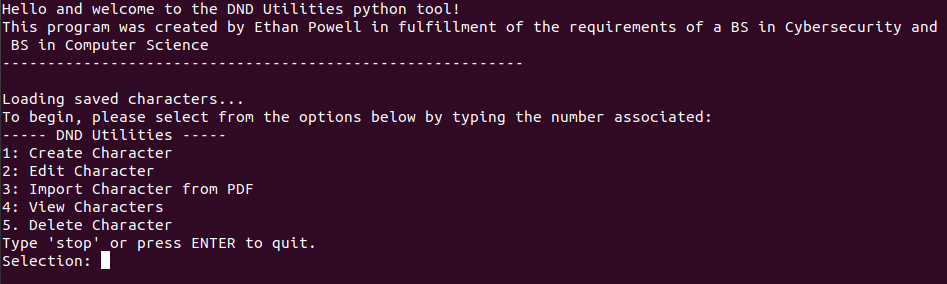 Hello and welcome to the DND Utilities python tool!
This program was created by Ethan Powell in fulfillment of the requirements of a BS in Cybersecurity and
 BS in Computer Science
----------------------------------------------------------
Loading saved characters...
To begin, please select from the options below by typing the number associated:
----- DND Utilities -----
1: Create Character
2: Edit Character
3: Import Character from PDF
4: View Characters
5. Delete Character
Type 'stop' or press ENTER to quit.
Selection: